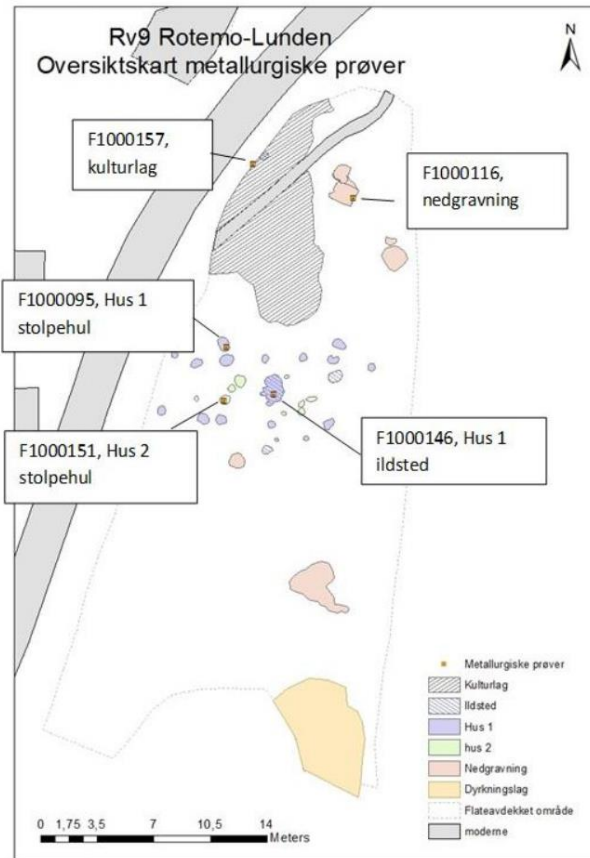 Rv9 Rotemo-Lunden
Oversiktskart metallurgiske prøver
N
F1000157,
kulturlag
F1000116,
nedgravning
F1000095, Hus 1
stolpehul
F1000151, Hus 2
stolpehul
F1000146, Hus 1
ildsted
Metallurgiske prøver
Kulturlag
Ildsted
Hus 1
hus 2
Nedgravning
Dyrkningslag
Flateavdekket område
moderne
0 1,75 3,5 7 10,5 14
Meters